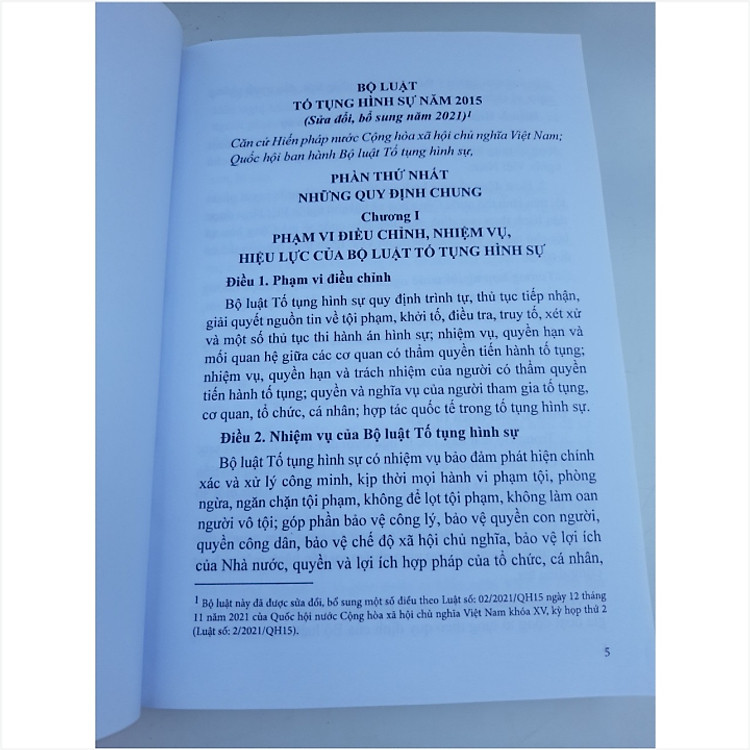 BỘ LUẬT
TỐ TỤNG HÌNH SỰ NĂM 2015
(Sửa đổi, bổ sung năm 2021)¹
Căn cứ Hiến pháp nước Cộng hòa xã hội chủ nghĩa Việt Nam;
Quốc hội ban hành Bộ luật Tố tụng hình sự,
PHẦN THỨ NHẤT
NHỮNG QUY ĐỊNH CHUNG
Chương I
PHẠM VI ĐIỀU CHỈNH, NHIỆM VỤ,
HIỆU LỰC CỦA BỘ LUẬT TỐ TỤNG HÌNH SỰ
Điều 1. Phạm vi điều chỉnh
Bộ luật Tố tụng hình sự quy định trình tự, thủ tục tiếp nhận,
giải quyết nguồn tin về tội phạm, khởi tố, điều tra, truy tố, xét xử
và một số thủ tục thi hành án hình sự; nhiệm vụ, quyền hạn và
mối quan hệ giữa các cơ quan có thẩm quyền tiến hành tố tụng;
nhiệm vụ, quyền hạn và trách nhiệm của người có thẩm quyền
tiến hành tố tụng; quyền và nghĩa vụ của người tham gia tố tụng,
cơ quan, tổ chức, cá nhân; hợp tác quốc tế trong tố tụng hình sự.
Điều 2. Nhiệm vụ của Bộ luật Tố tụng hình sự
Bộ luật Tố tụng hình sự có nhiệm vụ bảo đảm phát hiện chính
xác và xử lý công minh, kịp thời mọi hành vi phạm tội, phòng
ngừa, ngăn chặn tội phạm, không để lọt tội phạm, không làm oan
người vô tội; góp phần bảo vệ công lý, bảo vệ quyền con người,
quyền công dân, bảo vệ chế độ xã hội chủ nghĩa, bảo vệ lợi ích
của Nhà nước, quyền và lợi ích hợp pháp của tổ chức, cá nhân,
¹ Bộ luật này đã được sửa đổi, bổ sung một số điều theo Luật số: 02/2021/QH15 ngày 12 tháng
11 năm 2021 của Quốc hội nước Cộng hòa xã hội chủ nghĩa Việt Nam khóa XV, kỳ họp thứ 2
(Luật số: 2/2021/QH15).
5